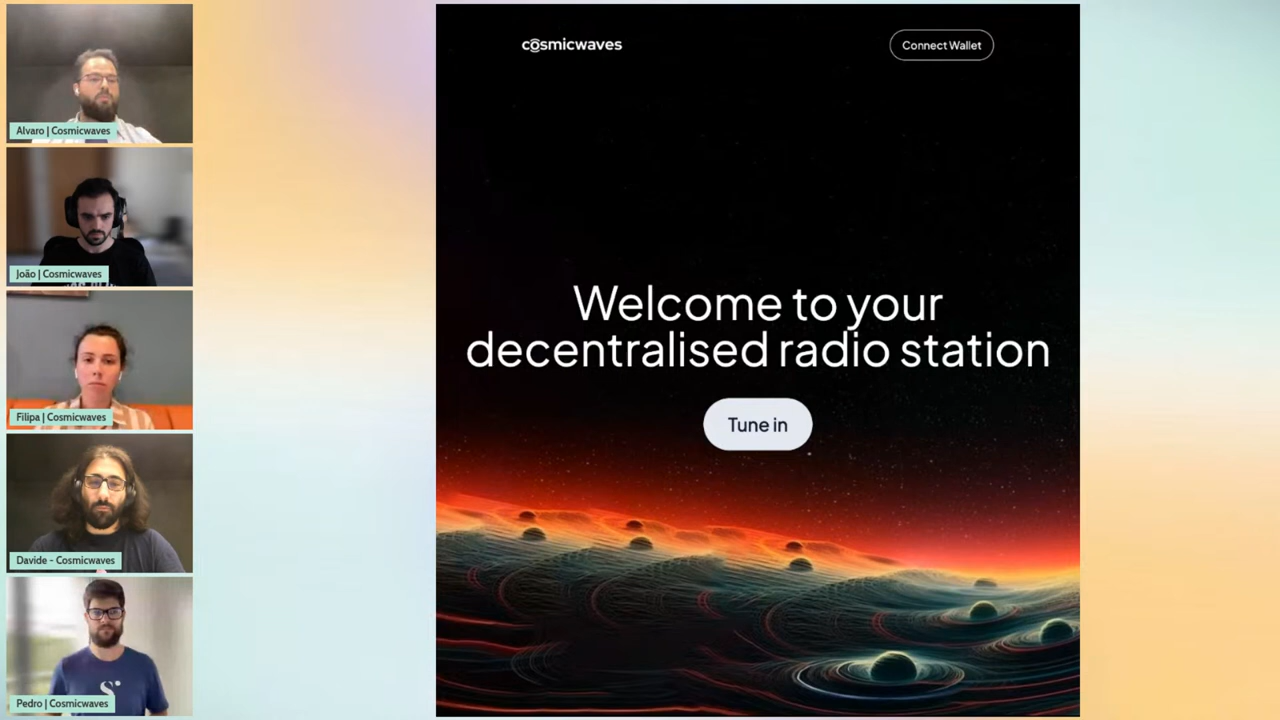 Alvaro | Cosmicwaves
João | Cosmicwaves
Filipa | Cosmicwaves
Davide - Cosmicwaves
Pedro | Cosmicwaves
cosmicwaves
Connect Wallet
Welcome to your
decentralised radio station
Tune in